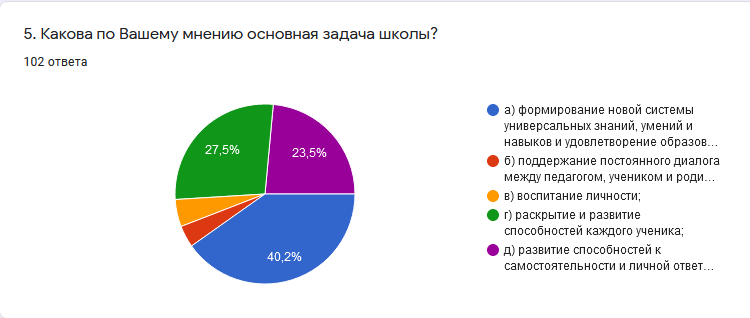 5. Какова по Вашему мнению основная задача школы?
102 ответа
27,5%
23,5%
40,2%
а) формирование новой системы
универсальных знаний, умений и
навыков и удовлетворение образов...
б) поддержание постоянного диалога
между педагогом, учеником и роди...
в) воспитание личности;
г) раскрытие и развитие
способностей каждого ученика;
д) развитие способностей к
самостоятельности и личной ответ...